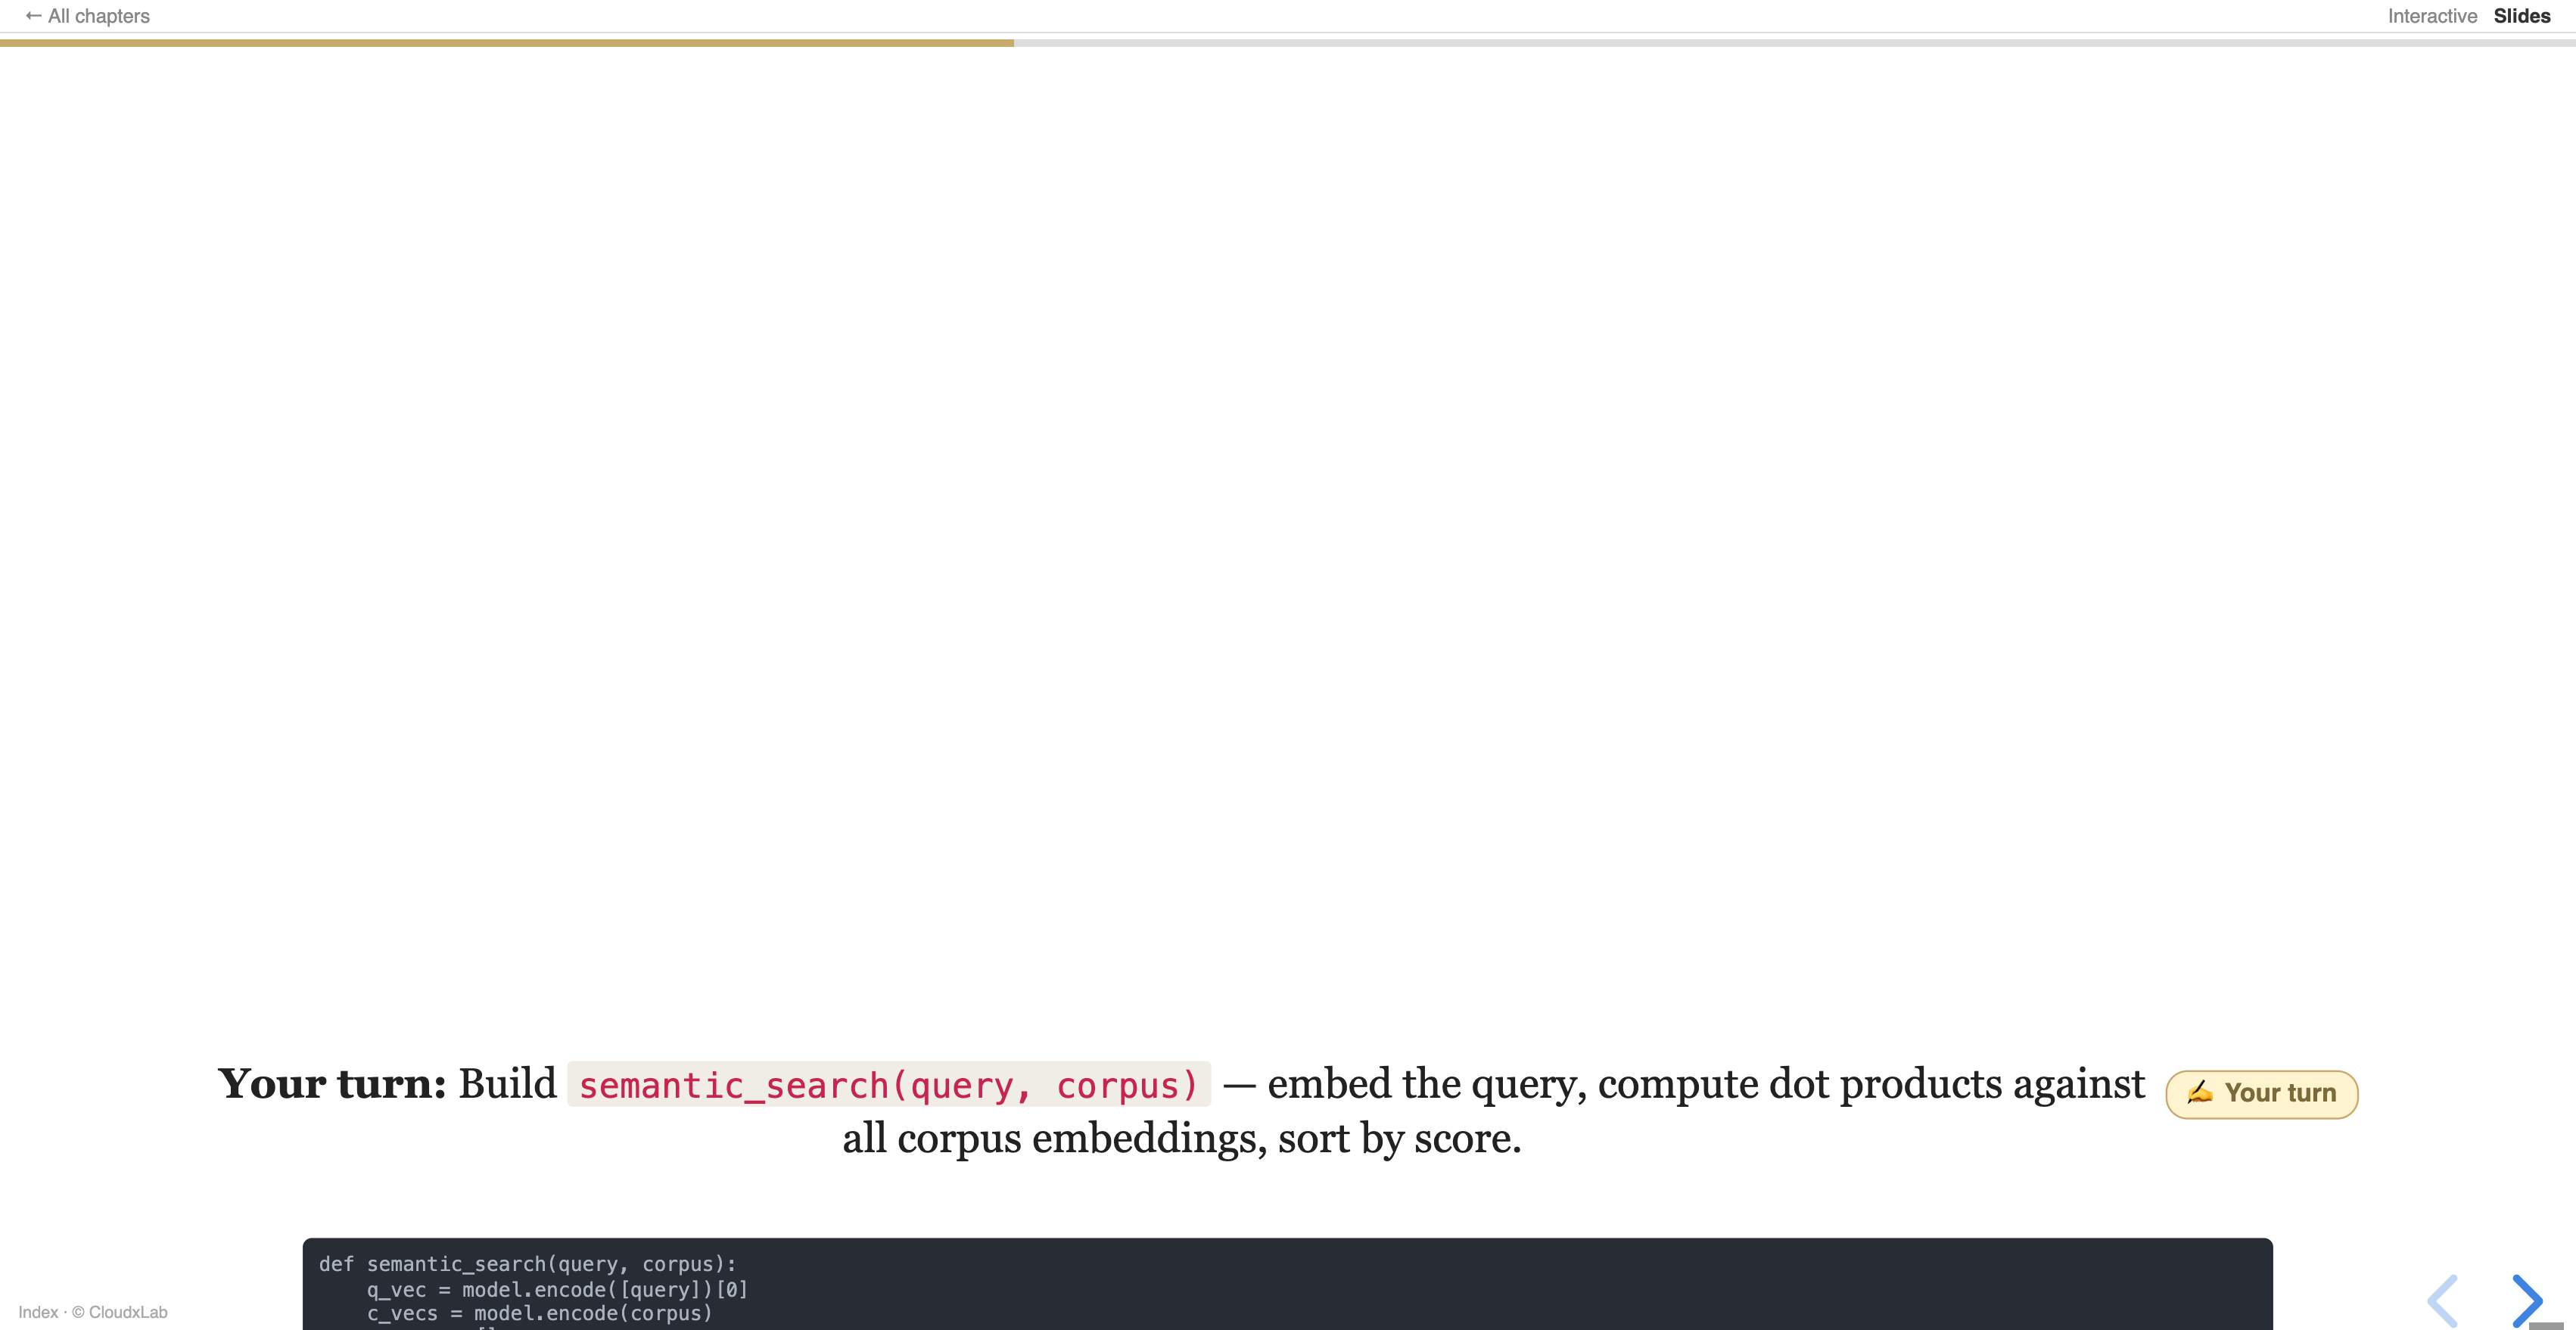 ← All chapters
Interactive Slides
Your turn: Build semantic_search(query, corpus) — embed the query, compute dot products against
all corpus embeddings, sort by score.
✍️ Your turn
def semantic_search(query, corpus):
    q_vec = model.encode([query])[0]
    c_vecs = model.encode(corpus)
Index · © CloudxLab